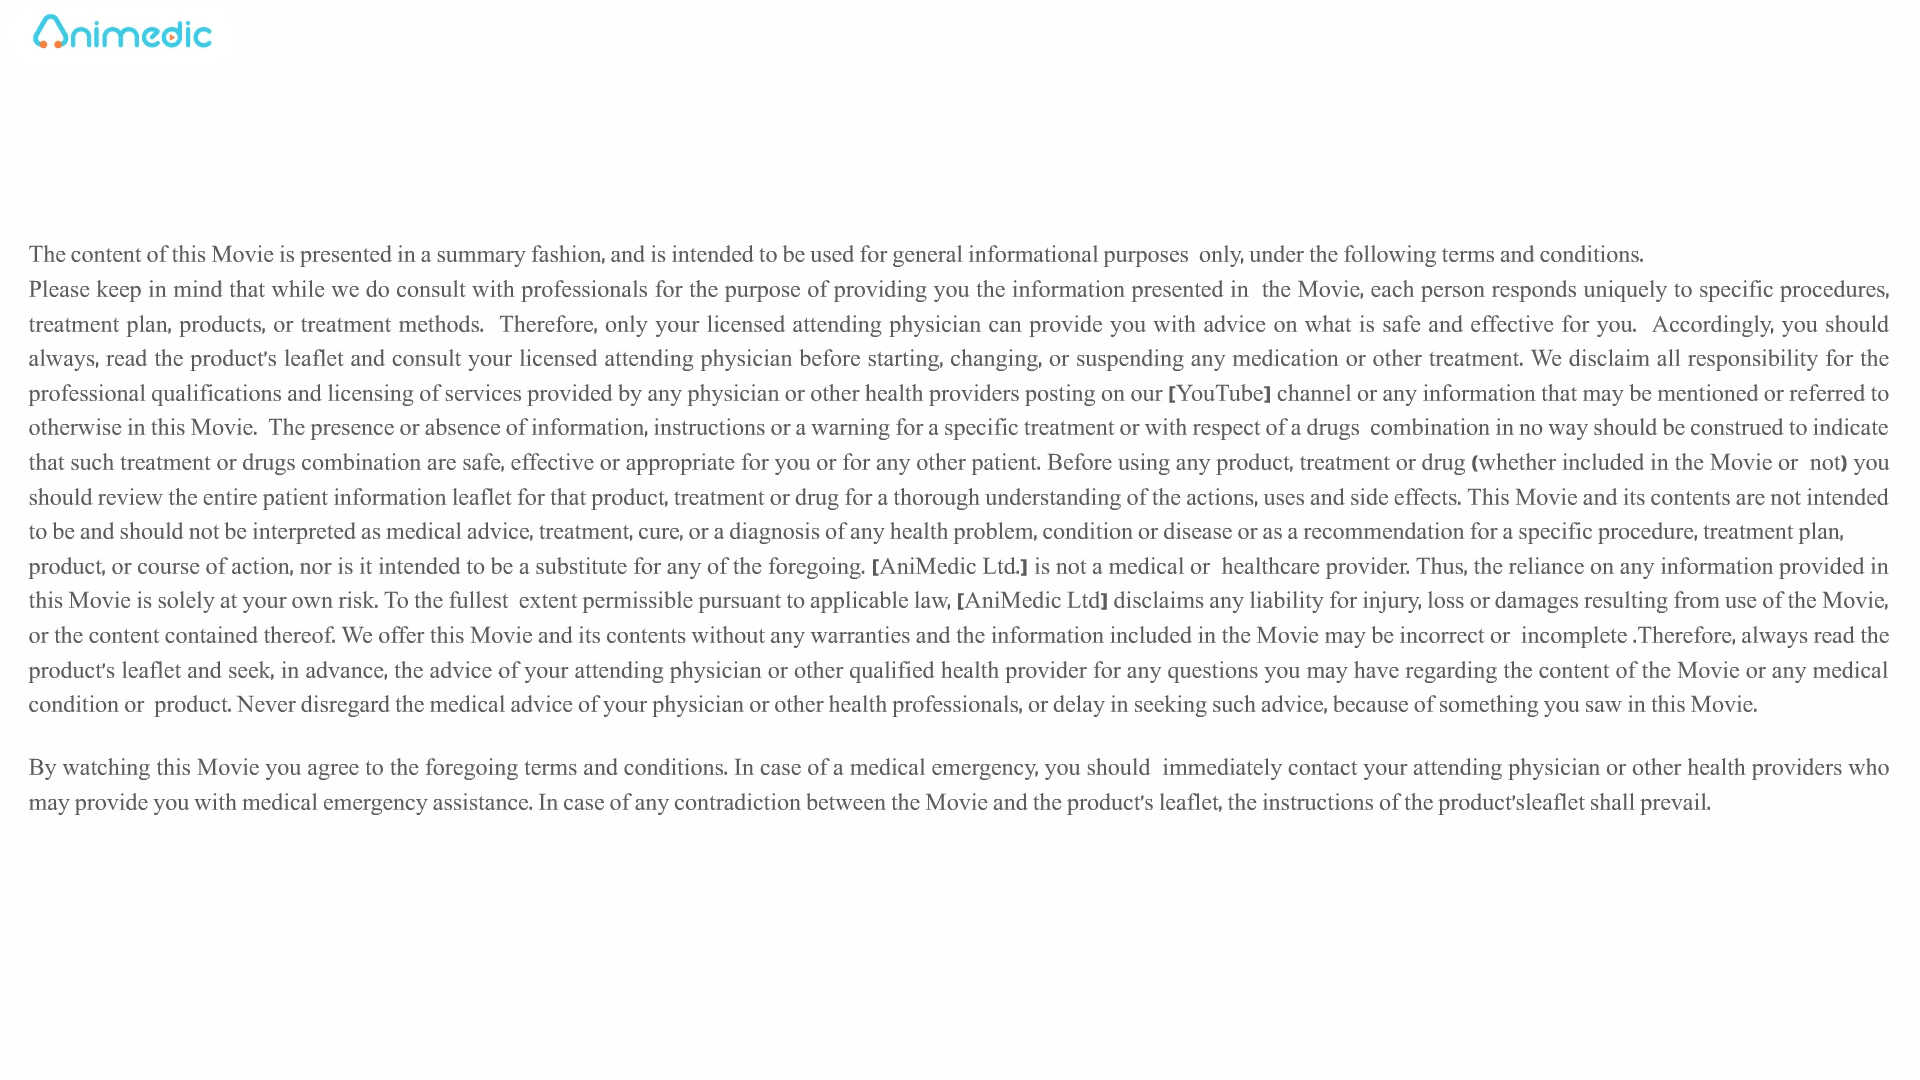 Animedic
The content of this Movie is presented in a summary fashion, and is intended to be used for general informational purposes only, under the following terms and conditions.
Please keep in mind that while we do consult with professionals for the purpose of providing you the information presented in the Movie, each person responds uniquely to specific procedures,
treatment plan, products, or treatment methods. Therefore, only your licensed attending physician can provide you with advice on what is safe and effective for you. Accordingly, you should
always, read the product's leaflet and consult your licensed attending physician before starting, changing, or suspending any medication or other treatment. We disclaim all responsibility for the
professional qualifications and licensing of services provided by any physician or other health providers posting on our [YouTube] channel or any information that may be mentioned or referred to
otherwise in this Movie. The presence or absence of information, instructions or a warning for a specific treatment or with respect of a drugs combination in no way should be construed to indicate
that such treatment or drugs combination are safe, effective or appropriate for you or for any other patient. Before using any product, treatment or drug (whether included in the Movie or not) you
should review the entire patient information leaflet for that product, treatment or drug for a thorough understanding of the actions, uses and side effects. This Movie and its contents are not intended
to be and should not be interpreted as medical advice, treatment, cure, or a diagnosis of any health problem, condition or disease or as a recommendation for a specific procedure, treatment plan,
product, or course of action, nor is it intended to be a substitute for any of the foregoing. [AniMedic Ltd.] is not a medical or healthcare provider. Thus, the reliance on any information provided in
this Movie is solely at your own risk. To the fullest extent permissible pursuant to applicable law, [AniMedic Ltd] disclaims any liability for injury, loss or damages resulting from use of the Movie,
or the content contained thereof. We offer this Movie and its contents without any warranties and the information included in the Movie may be incorrect or incomplete .Therefore, always read the
product's leaflet and seek, in advance, the advice of your attending physician or other qualified health provider for any questions you may have regarding the content of the Movie or any medical
condition or product. Never disregard the medical advice of your physician or other health professionals, or delay in seeking such advice, because of something you saw in this Movie.
By watching this Movie you agree to the foregoing terms and conditions. In case of a medical emergency, you should immediately contact your attending physician or other health providers who
may provide you with medical emergency assistance. In case of any contradiction between the Movie and the product's leaflet, the instructions of the product'sleaflet shall prevail.